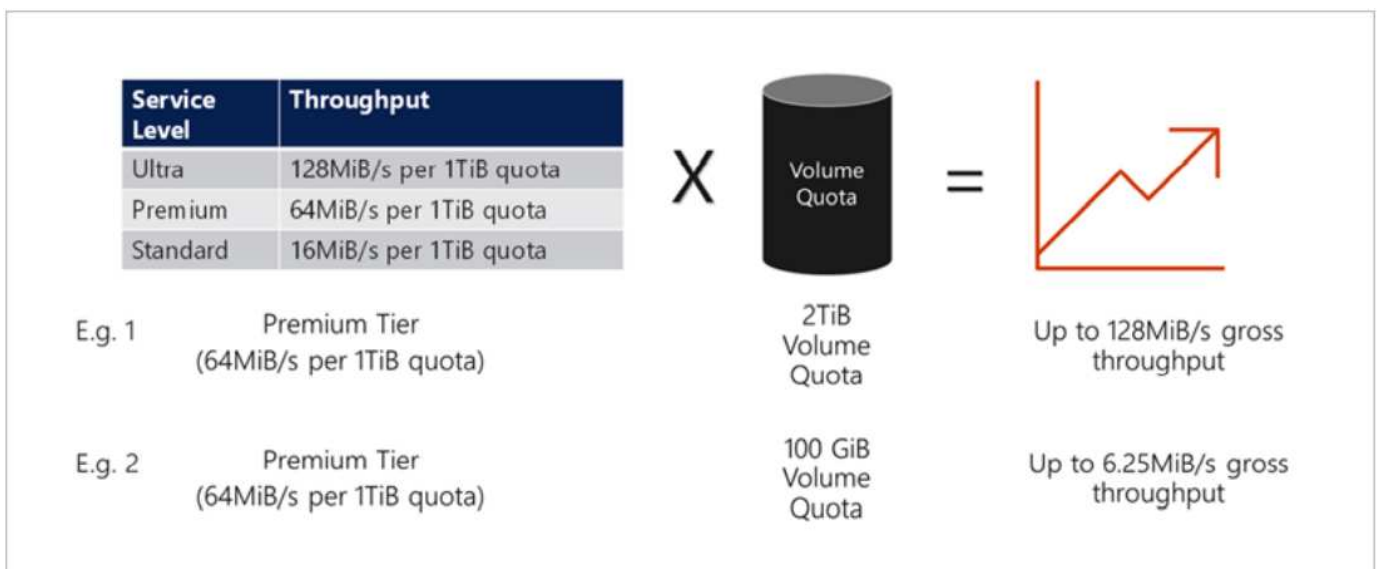 Service Level
Throughput
Ultra
128MiB/s per 1TiB quota
Premium
64MiB/s per 1TiB quota
Standard
16MiB/s per 1TiB quota
X
Volume
Quota
=
E.g. 1
Premium Tier
(64MiB/s per 1TiB quota)
2TiB
Volume
Quota
Up to 128MiB/s gross
throughput
E.g. 2
Premium Tier
(64MiB/s per 1TiB quota)
100 GiB
Volume
Quota
Up to 6.25MiB/s gross
throughput